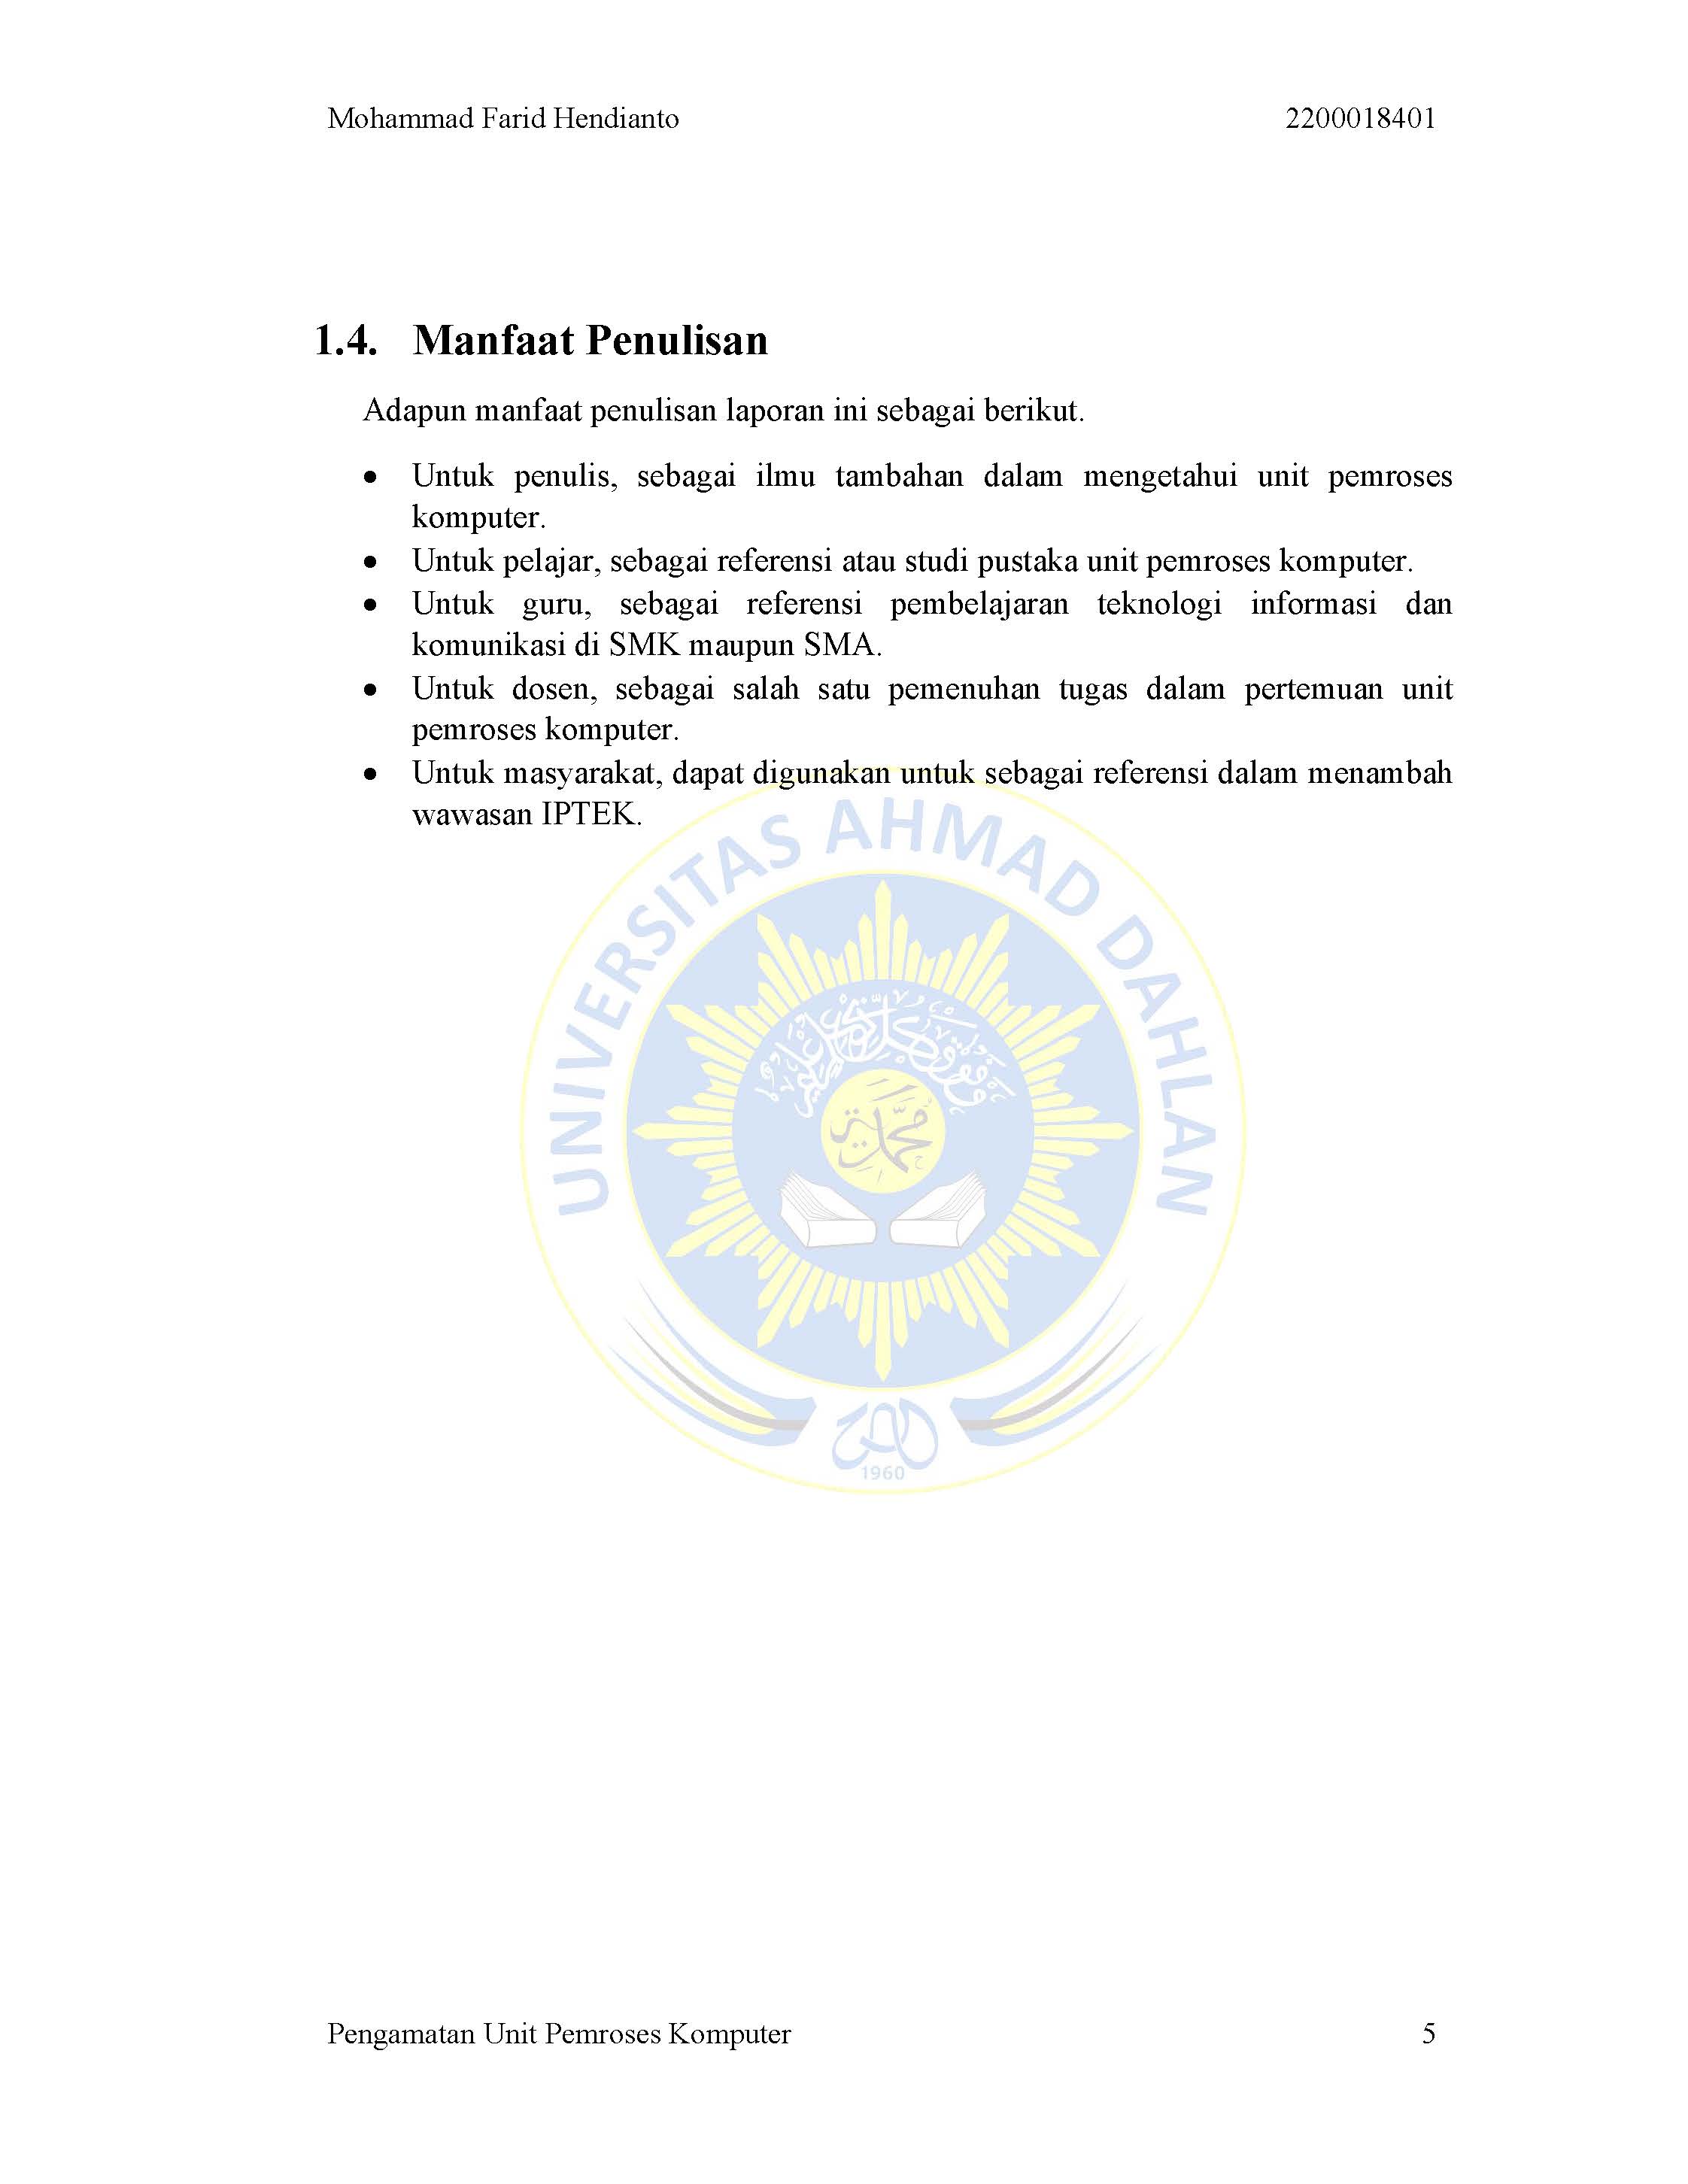 Mohammad Farid Hendianto 2200018401
1.4. Manfaat Penulisan
Adapun manfaat penulisan laporan ini sebagai berikut.
• Untuk penulis, sebagai ilmu tambahan dalam mengetahui unit pemroses
komputer.
• Untuk pelajar, sebagai referensi atau studi pustaka unit pemroses komputer.
• Untuk guru, sebagai referensi pembelajaran teknologi informasi dan
komunikasi di SMK maupun SMA.
• Untuk dosen, sebagai salah satu pemenuhan tugas dalam pertemuan unit
pemroses komputer.
• Untuk masyarakat, dapat digunakan untuk sebagai referensi dalam menambah
wawasan IPTEK.
UNIVERSITAS AHMAD DAHLAN
1960
Pengamatan Unit Pemroses Komputer 5